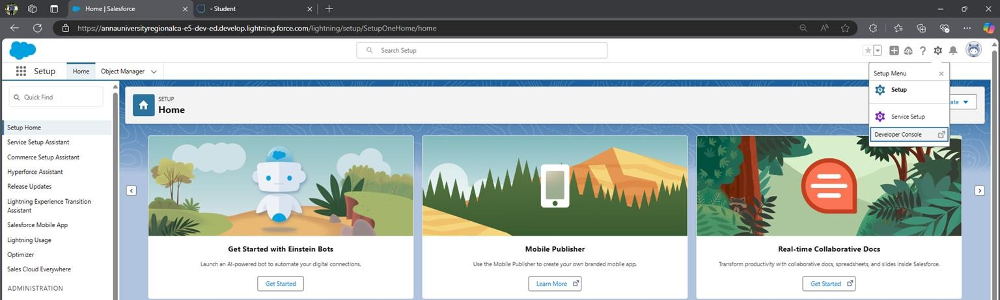 Home | Salesforce
- Student
https://annauniversityregionalca-e5-dev-ed.develop.lightning.force.com/lightning/setup/SetupOneHome/home
Search Setup
Setup
Home
Object Manager
Setup Menu
Setup
Service Setup
Developer Console
Quick Find
Setup Home
Service Setup Assistant
Commerce Setup Assistant
Hyperforce Assistant
Release Updates
Lightning Experience Transition
Assistant
Salesforce Mobile App
Lightning Usage
Optimizer
Sales Cloud Everywhere
ADMINISTRATION
SETUP
Home
Get Started with Einstein Bots
Launch an AI-powered bot to automate your digital connections.
Get Started
Mobile Publisher
Use the Mobile Publisher to create your own branded mobile app.
Learn More
Real-time Collaborative Docs
Transform productivity with collaborative docs, spreadsheets, and slides inside Salesforce.
Get Started